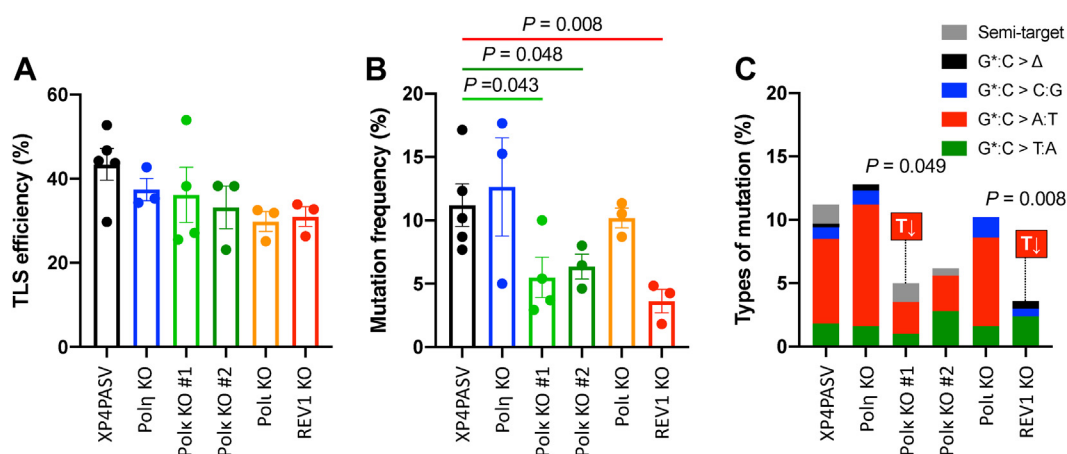 A
TLS efficiency (%)
60
40
20
0
XP4PASV
Polη KO
Polκ KO #1
Polκ KO #2
Polι KO
REV1 KO
B
P = 0.008
P = 0.048
P =0.043
Mutation frequency (%)
20
15
10
5
0
XP4PASV
Polη KO
Polκ KO #1
Polκ KO #2
Polι KO
REV1 KO
C
Semi-target
G*:C > Δ
G*:C > C:G
G*:C > A:T
G*:C > T:A
Types of mutation (%)
20
15
10
5
0
P = 0.049
P = 0.008
T↓
T↓
XP4PASV
Polη KO
Polκ KO #1
Polκ KO #2
Polι KO
REV1 KO